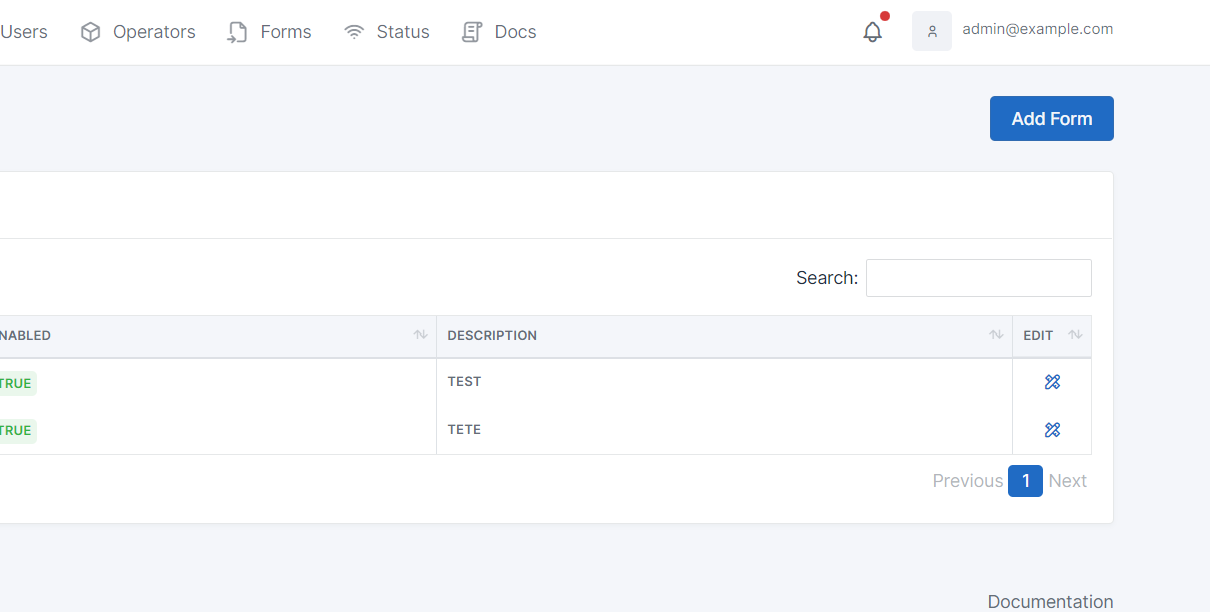 Users Operators Forms Status Docs admin@example.com
Add Form
Search:
NABLED DESCRIPTION EDIT
TRUE TEST
TRUE TETE
Previous 1 Next
Documentation